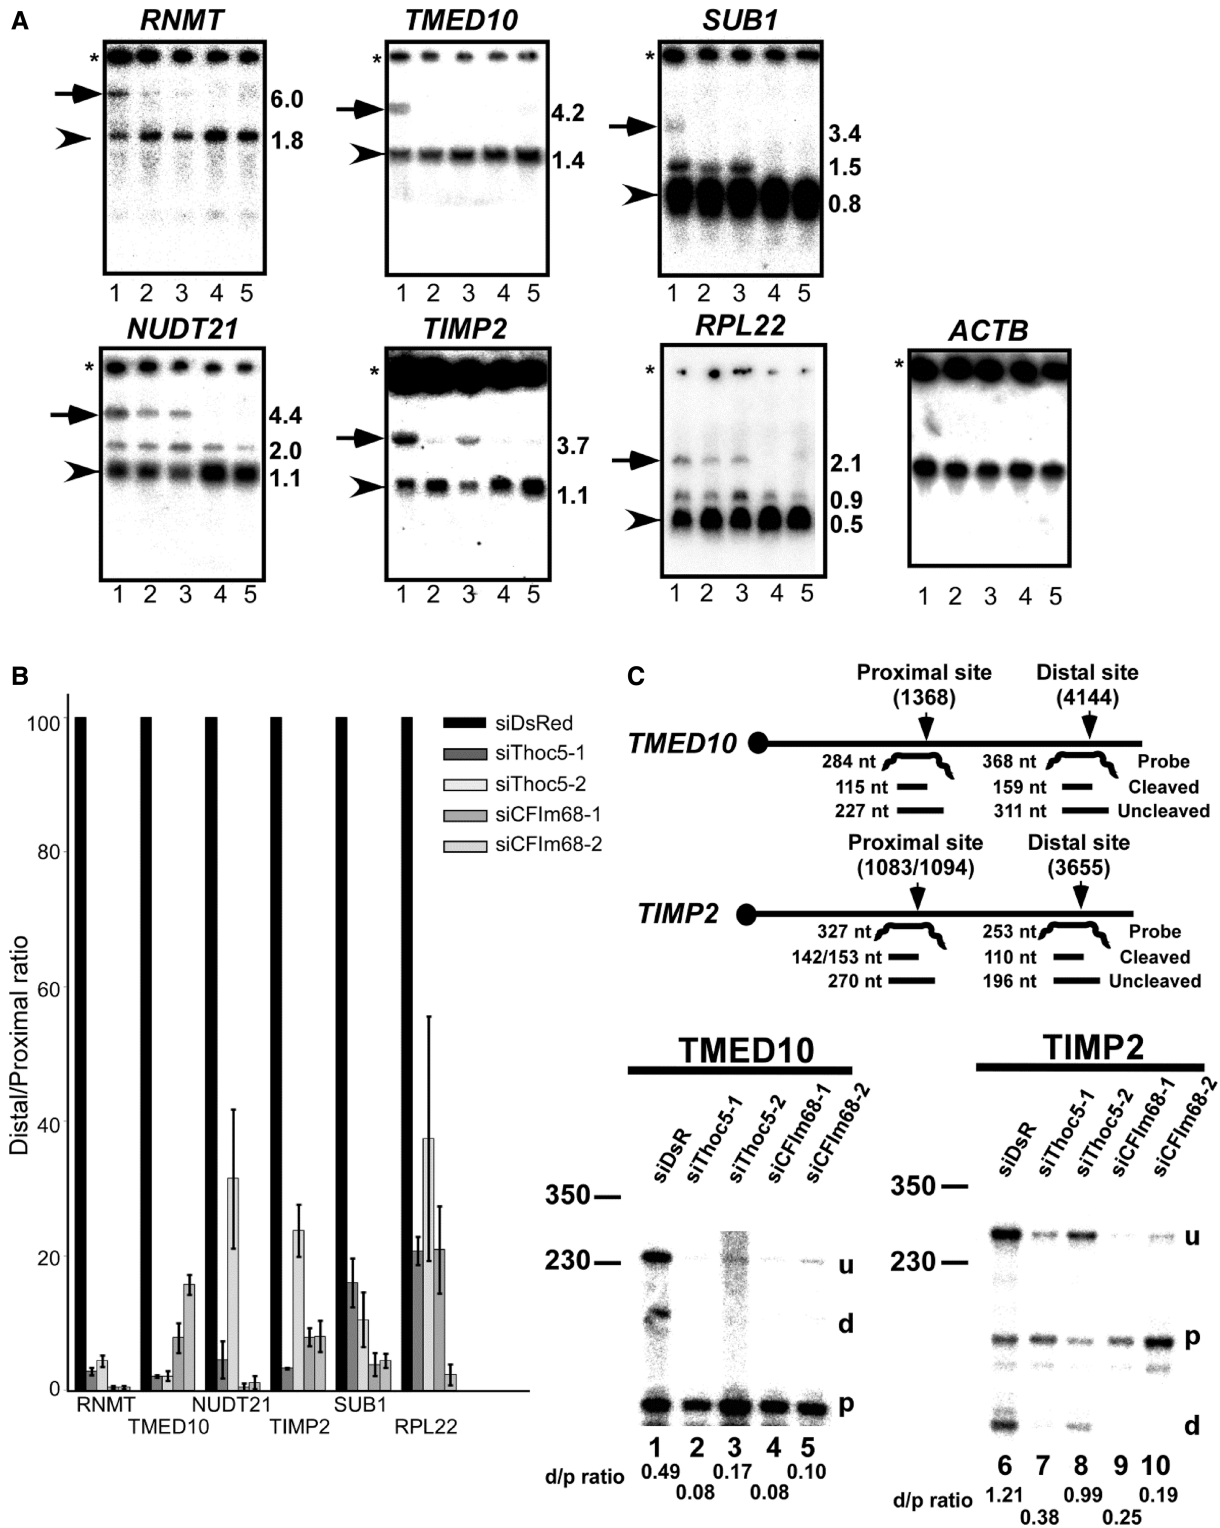 A
RNMT
TMED10
SUB1
*
6.0
1.8
*
4.2
1.4
*
3.4
1.5
0.8
1 2 3 4 5
1 2 3 4 5
1 2 3 4 5
NUDT21
TIMP2
RPL22
ACTB
*
4.4
2.0
1.1
*
3.7
1.1
*
2.1
0.9
0.5
*
1 2 3 4 5
1 2 3 4 5
1 2 3 4 5
1 2 3 4 5
B
Distal/Proximal ratio
100
80
60
40
20
0
siDsRed
siThoc5-1
siThoc5-2
siCFIm68-1
siCFIm68-2
RNMT
TMED10
NUDT21
TIMP2
SUB1
RPL22
C
Proximal site
(1368)
Distal site
(4144)
TMED10
284 nt
368 nt
Probe
115 nt
159 nt
Cleaved
227 nt
311 nt
Uncleaved
Proximal site
(1083/1094)
Distal site
(3655)
TIMP2
327 nt
253 nt
Probe
142/153 nt
110 nt
Cleaved
270 nt
196 nt
Uncleaved
TMED10
siDsR
siThoc5-1
siThoc5-2
siCFIm68-1
siCFIm68-2
350
230
u
d
p
1 2 3 4 5
d/p ratio
0.49
0.08
0.17
0.08
0.10
TIMP2
siDsR
siThoc5-1
siThoc5-2
siCFIm68-1
siCFIm68-2
350
230
u
p
d
6 7 8 9 10
d/p ratio
1.21
0.38
0.99
0.25
0.19